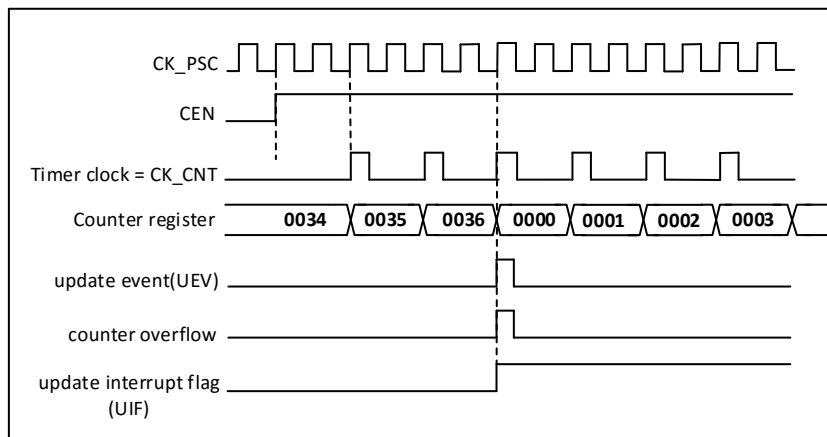 CK_PSC
CEN
Timer clock = CK_CNT
Counter register 0034 0035 0036 0000 0001 0002 0003
update event(UEV)
counter overflow
update interrupt flag
(UIF)